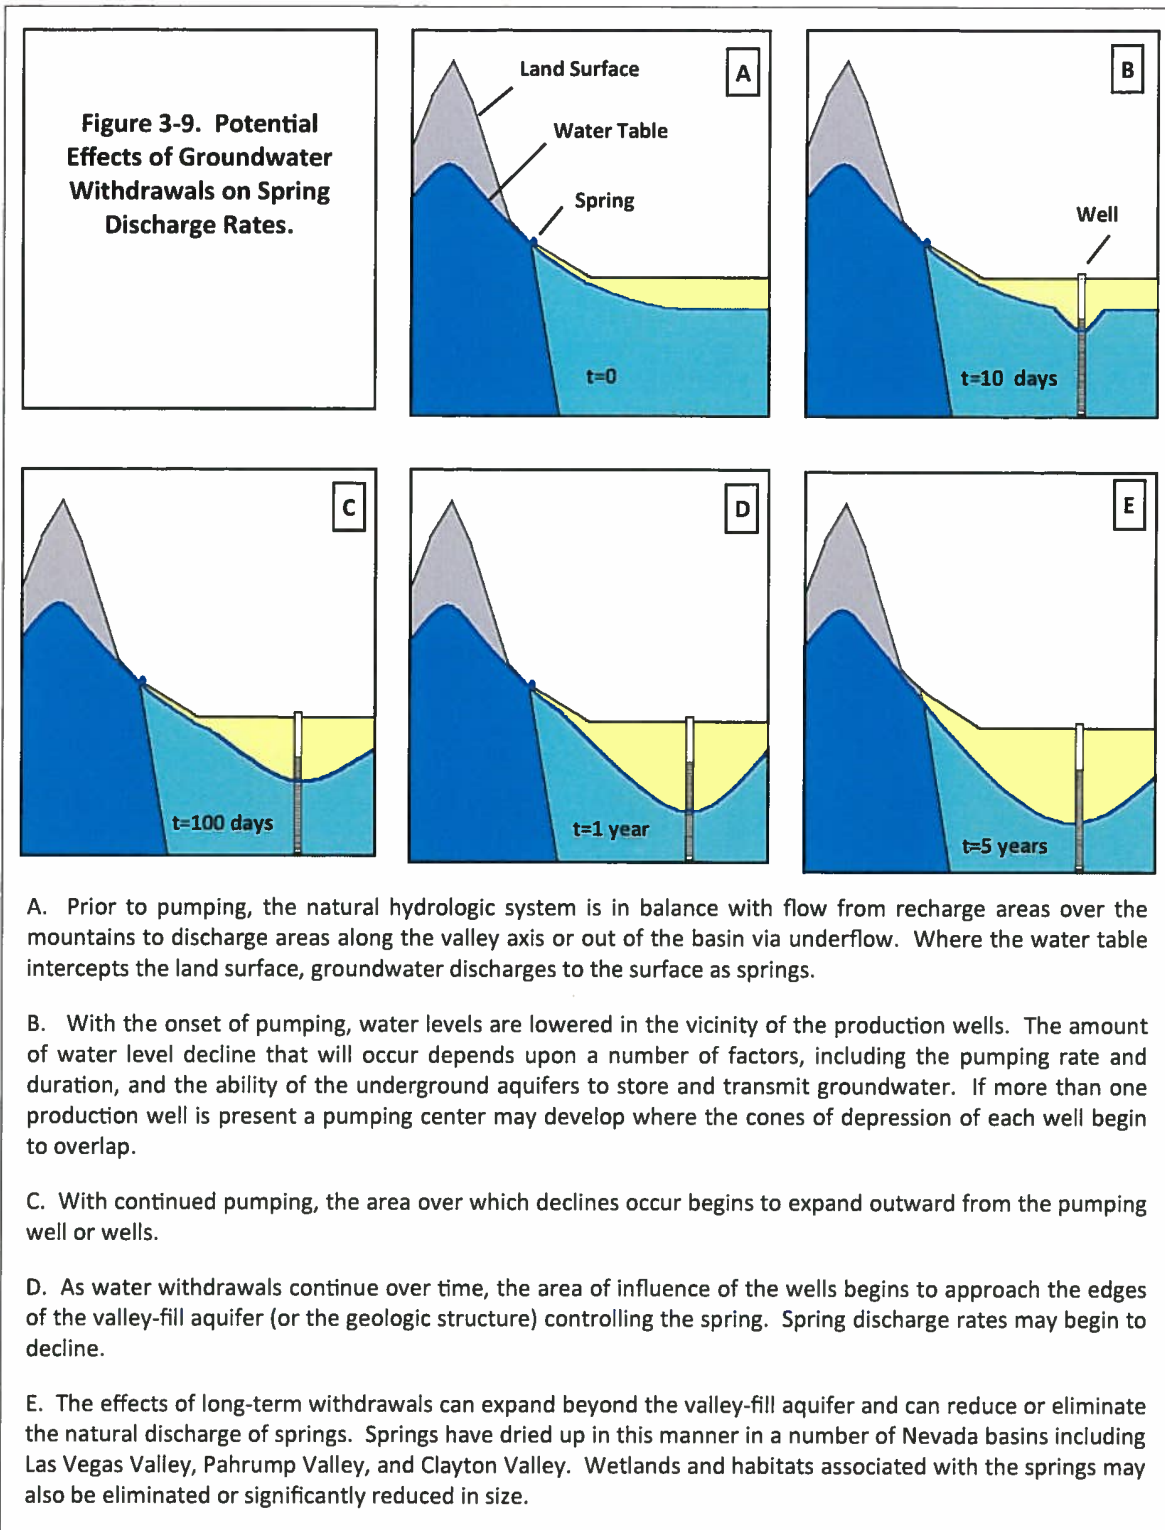 Figure 3-9. Potential
Effects of Groundwater
Withdrawals on Spring
Discharge Rates.
Land Surface
A
Water Table
Spring
t=0
B
Well
t=10 days
C
t=100 days
D
t=1 year
E
t=5 years
A. Prior to pumping, the natural hydrologic system is in balance with flow from recharge areas over the
mountains to discharge areas along the valley axis or out of the basin via underflow. Where the water table
intercepts the land surface, groundwater discharges to the surface as springs.
B. With the onset of pumping, water levels are lowered in the vicinity of the production wells. The amount
of water level decline that will occur depends upon a number of factors, including the pumping rate and
duration, and the ability of the underground aquifers to store and transmit groundwater. If more than one
production well is present a pumping center may develop where the cones of depression of each well begin
to overlap.
C. With continued pumping, the area over which declines occur begins to expand outward from the pumping
well or wells.
D. As water withdrawals continue over time, the area of influence of the wells begins to approach the edges
of the valley-fill aquifer (or the geologic structure) controlling the spring. Spring discharge rates may begin to
decline.
E. The effects of long-term withdrawals can expand beyond the valley-fill aquifer and can reduce or eliminate
the natural discharge of springs. Springs have dried up in this manner in a number of Nevada basins including
Las Vegas Valley, Pahrump Valley, and Clayton Valley. Wetlands and habitats associated with the springs may
also be eliminated or significantly reduced in size.